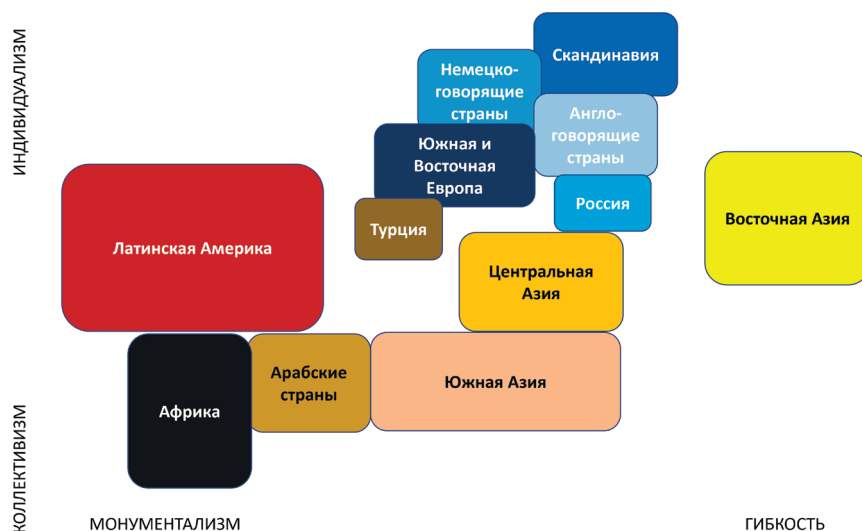 ИНДИВИДУАЛИЗМ
Скандинавия
Немецко-
говорящие
страны
Англо-
говорящие
страны
Южная и
Восточная
Европа
Россия
Восточная Азия
Турция
Латинская Америка
Центральная
Азия
Арабские
страны
Южная Азия
Африка
КОЛЛЕКТИВИЗМ
МОНУМЕНТАЛИЗМ
ГИБКОСТЬ